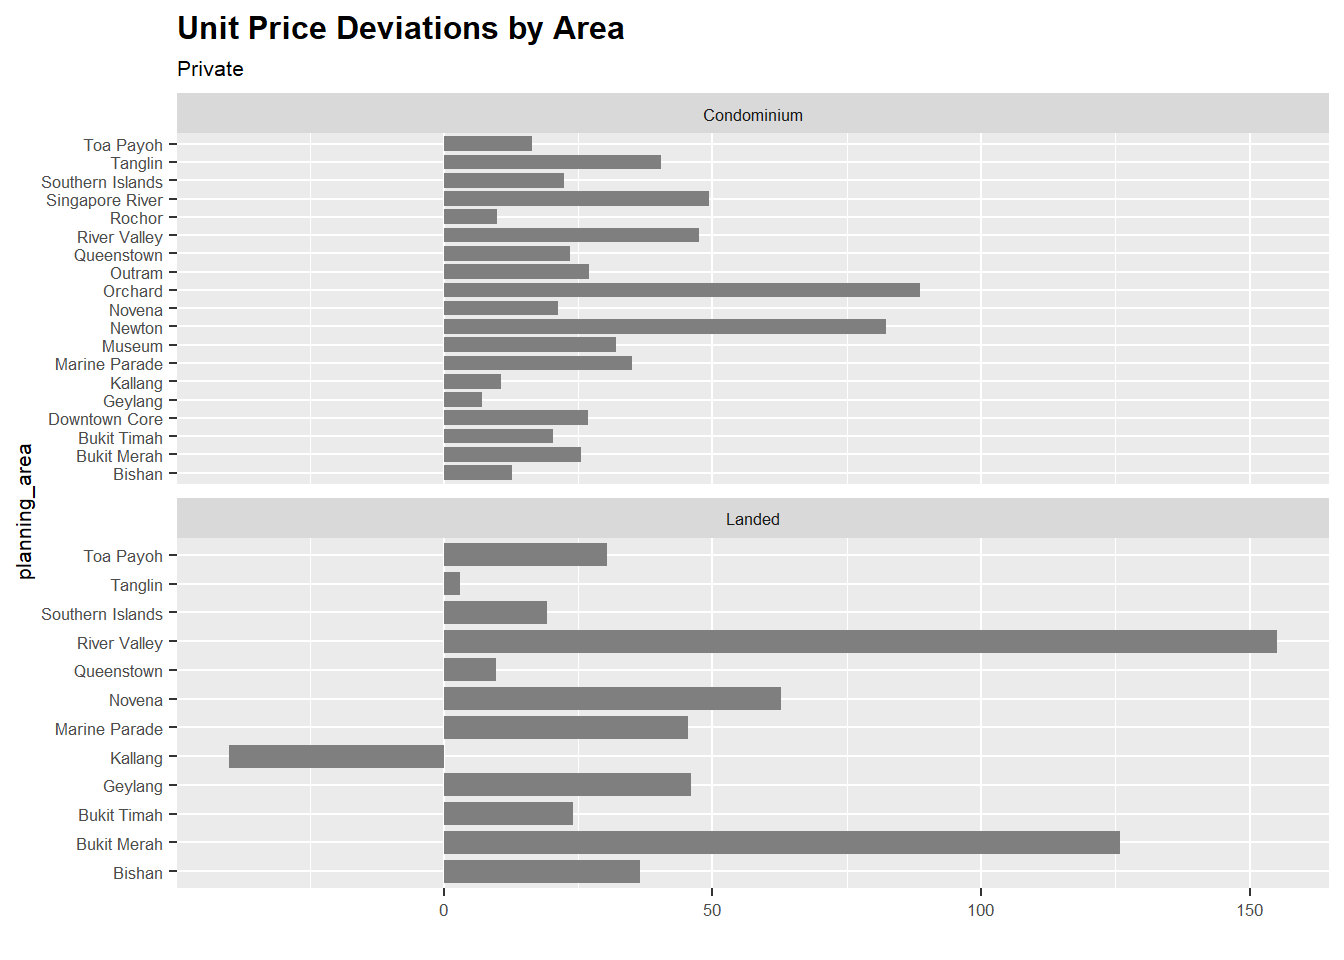 Unit Price Deviations by Area
Private
Condominium
Toa Payoh
Tanglin
Southern Islands
Singapore River
Rochor
River Valley
Queenstown
Outram
Orchard
Novena
Newton
Museum
Marine Parade
Kallang
Geylang
Downtown Core
Bukit Timah
Bukit Merah
Bishan
planning_area
Landed
Toa Payoh
Tanglin
Southern Islands
River Valley
Queenstown
Novena
Marine Parade
Kallang
Geylang
Bukit Timah
Bukit Merah
Bishan
0 50 100 150